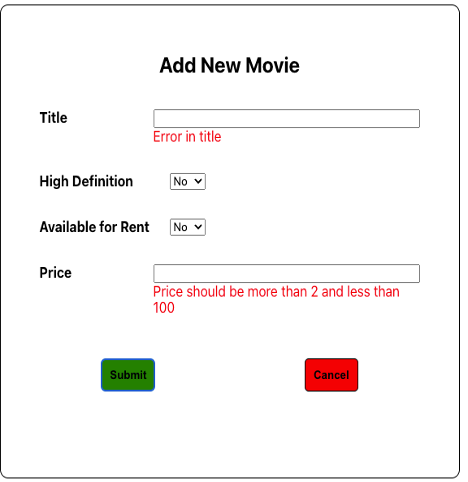 Add New Movie
Title
Error in title
High Definition No
Available for Rent No
Price
Price should be more than 2 and less than
100
Submit Cancel